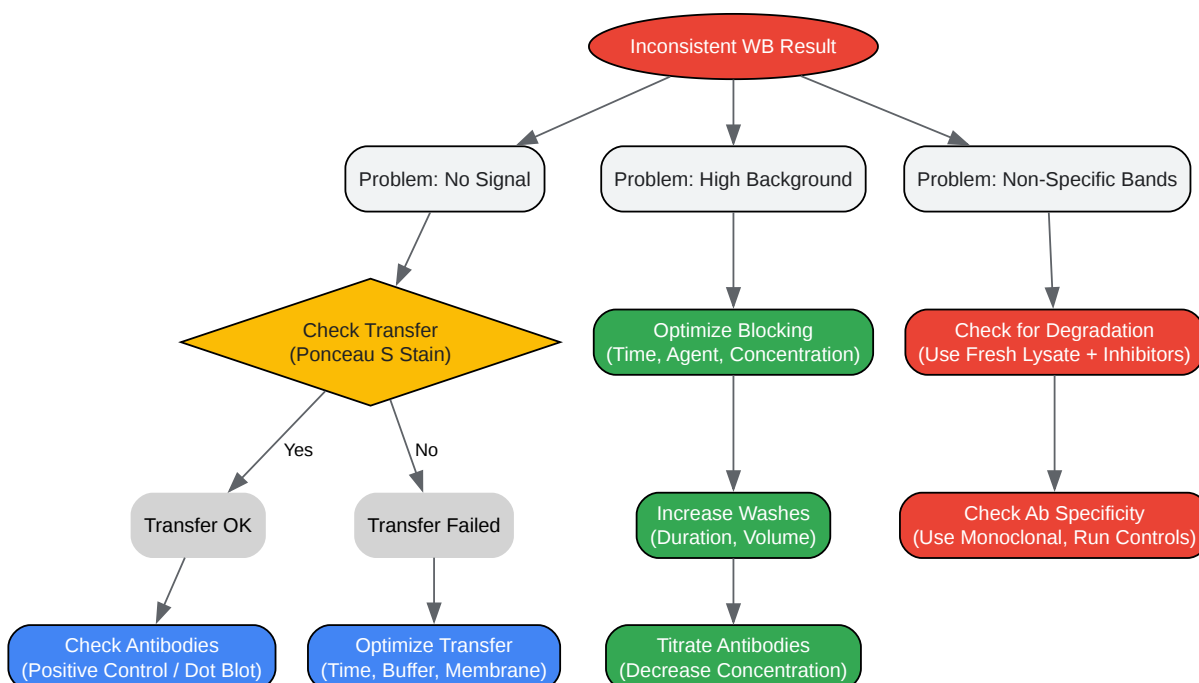 Inconsistent WB Result
Problem: No Signal
Problem: High Background
Problem: Non-Specific Bands
Check Transfer
(Ponceau S Stain)
Optimize Blocking
(Time, Agent, Concentration)
Check for Degradation
(Use Fresh Lysate + Inhibitors)
Yes
No
Transfer OK
Transfer Failed
Increase Washes
(Duration, Volume)
Check Ab Specificity
(Use Monoclonal, Run Controls)
Check Antibodies
(Positive Control / Dot Blot)
Optimize Transfer
(Time, Buffer, Membrane)
Titrate Antibodies
(Decrease Concentration)